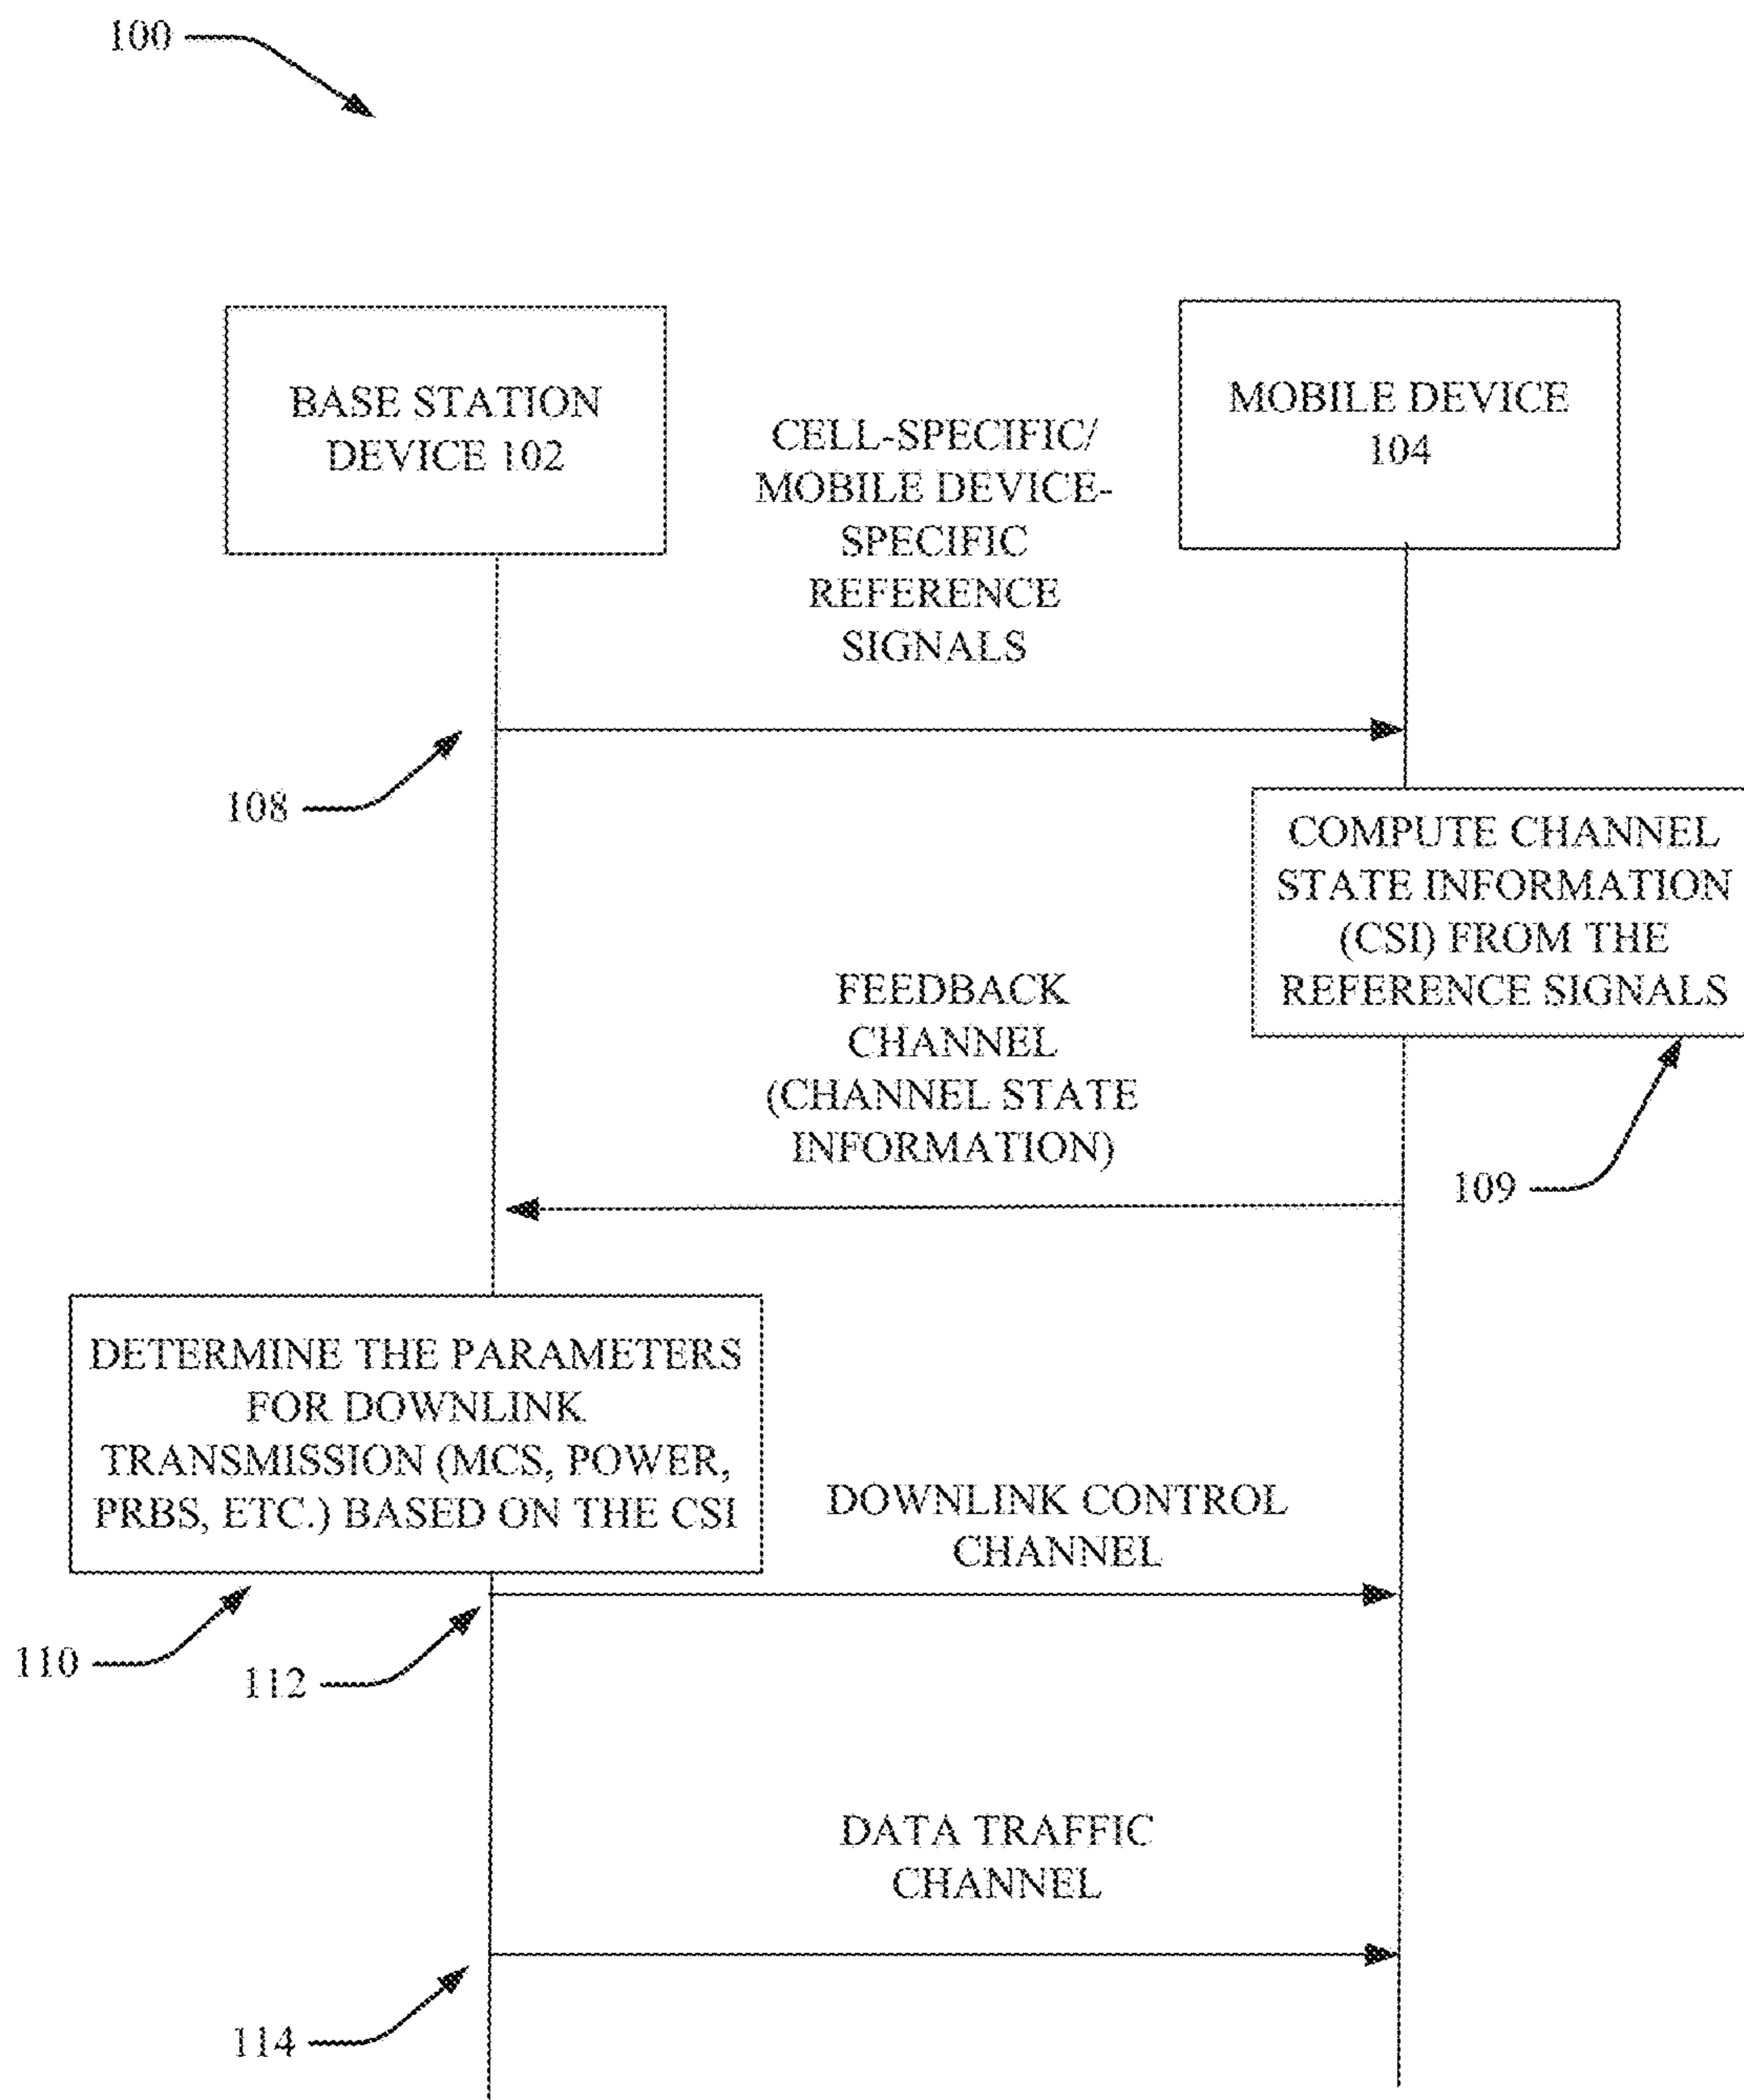 100
BASE STATION
DEVICE 102
MOBILE DEVICE
104
CELL-SPECIFIC/
MOBILE DEVICE-
SPECIFIC
REFERENCE
SIGNALS
108
COMPUTE CHANNEL
STATE INFORMATION
(CSI) FROM THE
REFERENCE SIGNALS
109
FEEDBACK
CHANNEL
(CHANNEL STATE
INFORMATION)
DETERMINE THE PARAMETERS
FOR DOWNLINK
TRANSMISSION (MCS, POWER,
PRBS, ETC.) BASED ON THE CSI
110
DOWNLINK CONTROL
CHANNEL
112
DATA TRAFFIC
CHANNEL
114